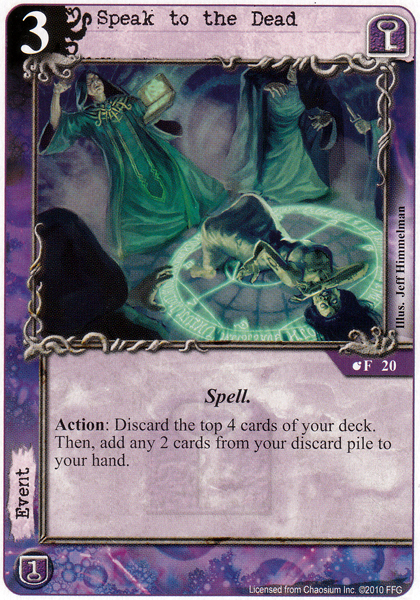 3
Speak to the Dead
Illus. Jeff Himmelman
F 20
Spell.
Action: Discard the top 4 cards of your deck.
Then, add any 2 cards from your discard pile to
your hand.
Event
Licensed from Chaosium Inc. ©2010 FFG